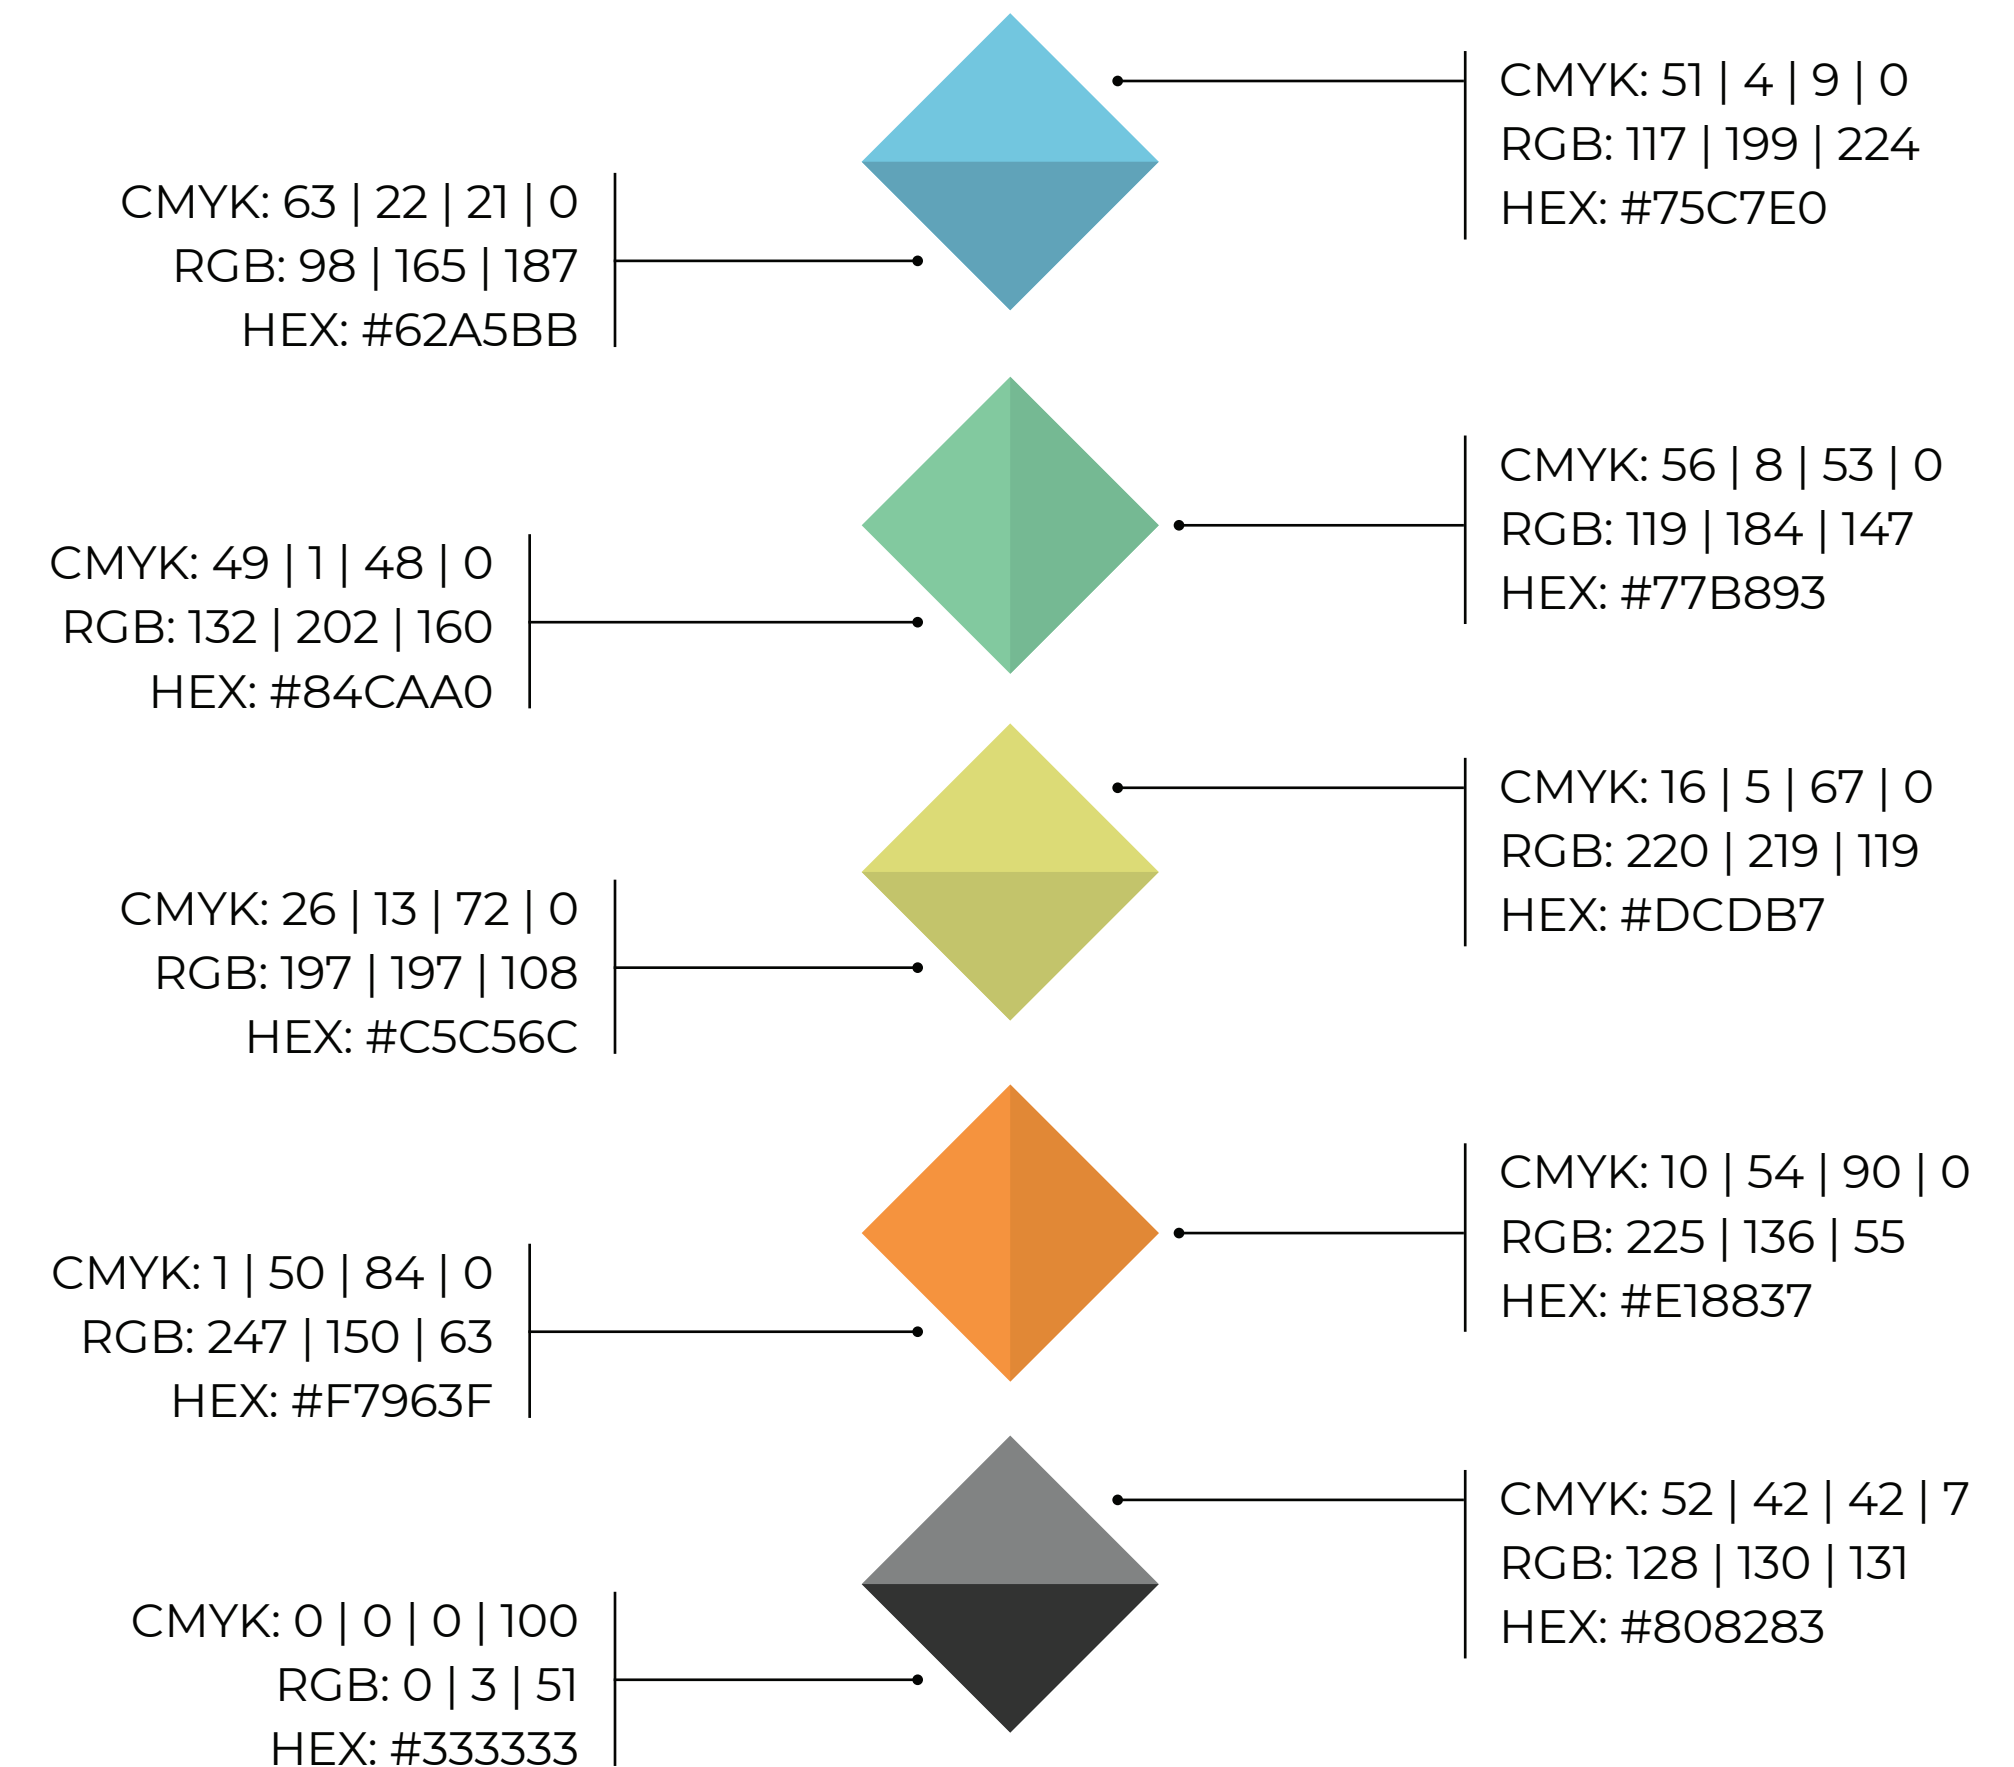 CMYK: 51 | 4 | 9 | 0
RGB: 117 | 199 | 224
HEX: #75C7E0
CMYK: 63 | 22 | 21 | 0
RGB: 98 | 165 | 187
HEX: #62A5BB
CMYK: 56 | 8 | 53 | 0
RGB: 119 | 184 | 147
HEX: #77B893
CMYK: 49 | 1 | 48 | 0
RGB: 132 | 202 | 160
HEX: #84CAA0
CMYK: 16 | 5 | 67 | 0
RGB: 220 | 219 | 119
HEX: #DCDB7
CMYK: 26 | 13 | 72 | 0
RGB: 197 | 197 | 108
HEX: #C5C56C
CMYK: 10 | 54 | 90 | 0
RGB: 225 | 136 | 55
HEX: #E18837
CMYK: 1 | 50 | 84 | 0
RGB: 247 | 150 | 63
HEX: #F7963F
CMYK: 52 | 42 | 42 | 7
RGB: 128 | 130 | 131
HEX: #808283
CMYK: 0 | 0 | 0 | 100
RGB: 0 | 3 | 51
HEX: #333333